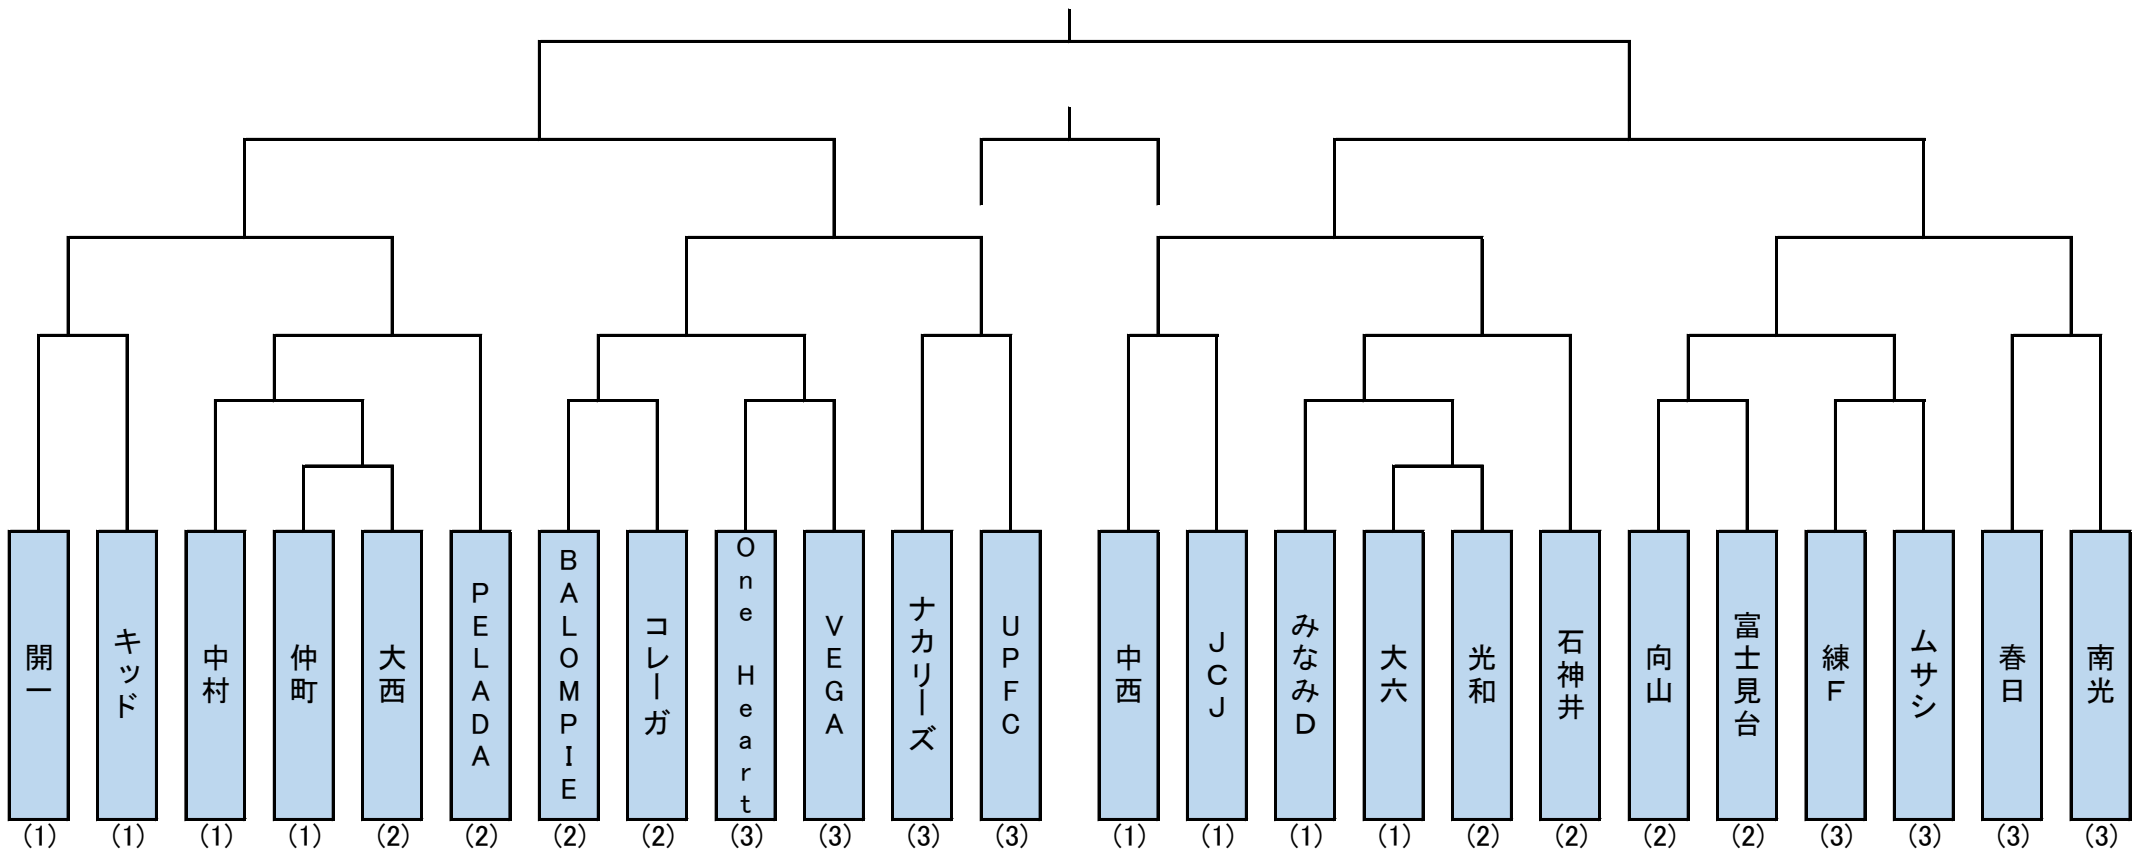 開一
キッド
中村
仲町
大西
PELADA
BALOMPIE
コレーガ
One Heart
VEGA
ナカリーズ
UPFC
中西
JCJ
みなみD
大六
光和
石神井
向山
富士見台
練F
ムサシ
春日
南光
(1) (1) (1) (1) (2) (2) (2) (2) (3) (3) (3) (3) (1) (1) (1) (1) (2) (2) (2) (2) (3) (3) (3) (3)